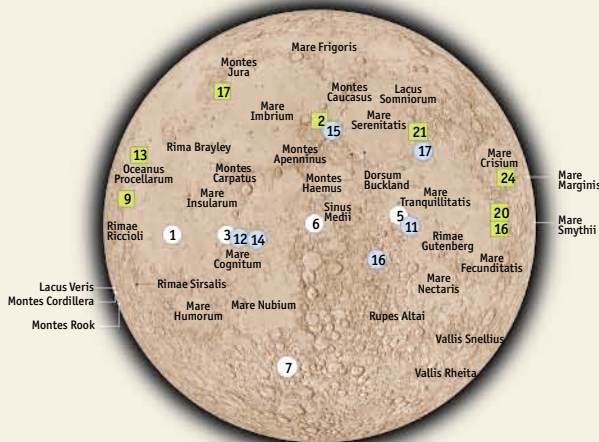 Mare Frigoris
Montes
Jura
17
Montes
Caucasus
Lacus
Somniorum
Mare
Imbrium
2
15
Mare
Serenitatis
21
17
13
Oceanus
Procellarum
Rima Brayley
Montes
Apenninus
Mare
Crisium
24
Mare
Marginis
Montes
Carpatus
Montes
Haemus
Dorsum
Buckland
Mare
Tranquillitatis
9
Mare
Insularum
Sinus
Medii
6
5
11
20
16
Mare
Smythii
Rimae
Riccioli
1
3
12
14
Mare
Cognitum
16
Rimae
Gutenberg
Mare
Fecunditatis
Mare
Nectaris
Lacus Veris
Montes Cordillera
Montes Rook
Rimae Sirsalis
Mare
Humorum
Mare Nubium
Rupes Altai
Vallis Snellius
7
Vallis Rheita